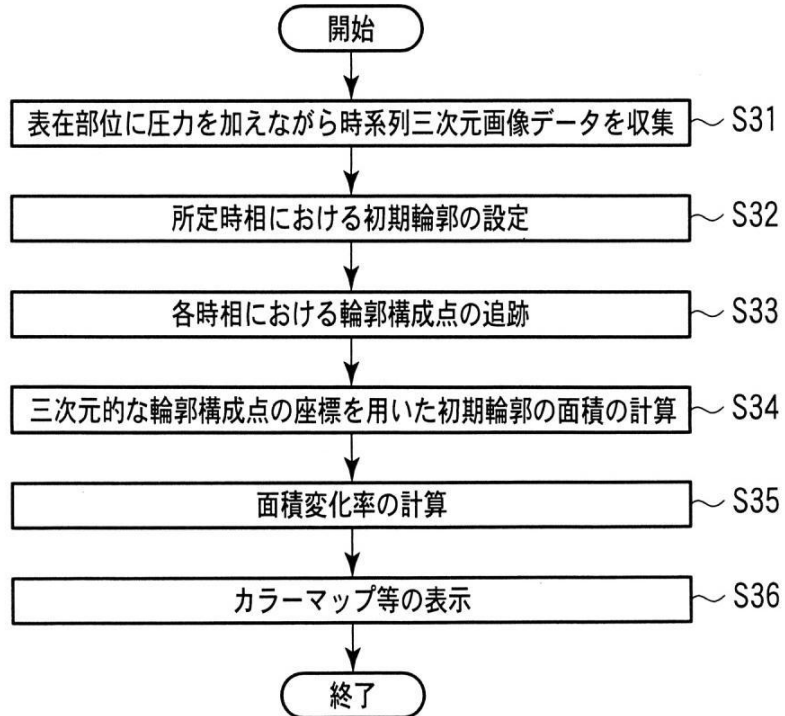 開始
表在部位に圧力を加えながら時系列三次元画像データを収集 S31
所定時相における初期輪郭の設定 S32
各時相における輪郭構成点の追跡 S33
三次元的な輪郭構成点の座標を用いた初期輪郭の面積の計算 S34
面積変化率の計算 S35
カラーマップ等の表示 S36
終了